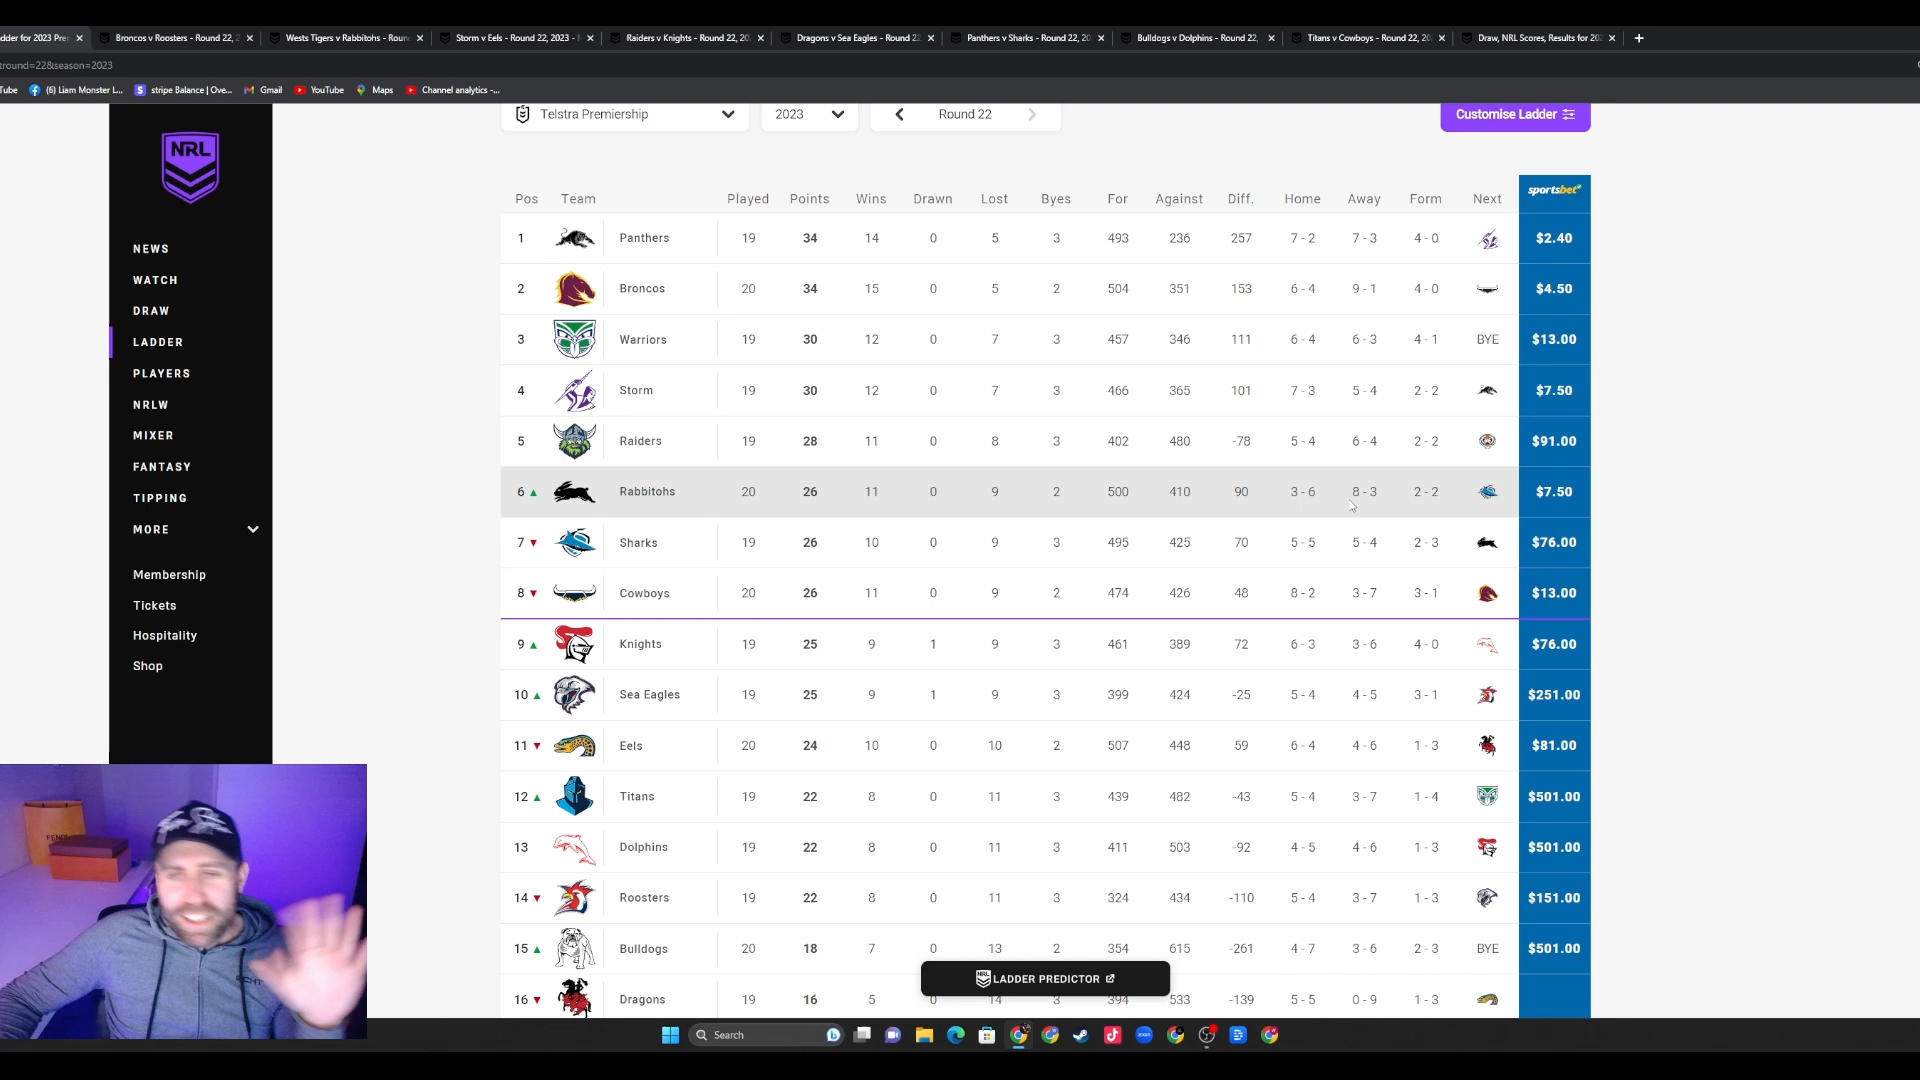 adder for 2023 Pre
Broncos v Roosters - Round 22, 2
Wests Tigers v Rabbitohs - Roun
Storm v Eels - Round 22, 2023 -
Raiders v Knights - Round 22, 20
Dragons v Sea Eagles - Round 22
Panthers v Sharks - Round 22, 20
Bulldogs v Dolphins - Round 22,
Titans v Cowboys - Round 22, 20
Draw, NRL Scores, Results for 20
tround=22&season=2023
Tube
(6) Liam Monster L...
stripe Balance | Ove...
Gmail
YouTube
Maps
Channel analytics -...
Telstra Premiership
2023
Round 22
Customise Ladder
NRL
NEWS
WATCH
DRAW
LADDER
PLAYERS
NRLW
MIXER
FANTASY
TIPPING
MORE
Membership
Tickets
Hospitality
Shop
Pos Team Played Points Wins Drawn Lost Byes For Against Diff. Home Away Form Next sportsbet
1 Panthers 19 34 14 0 5 3 493 236 257 7 - 2 7 - 3 4 - 0 $2.40
2 Broncos 20 34 15 0 5 2 504 351 153 6 - 4 9 - 1 4 - 0 $4.50
3 Warriors 19 30 12 0 7 3 457 346 111 6 - 4 6 - 3 4 - 1 BYE $13.00
4 Storm 19 30 12 0 7 3 466 365 101 7 - 3 5 - 4 2 - 2 $7.50
5 Raiders 19 28 11 0 8 3 402 480 -78 5 - 4 6 - 4 2 - 2 $91.00
6 Rabbitohs 20 26 11 0 9 2 500 410 90 3 - 6 8 - 3 2 - 2 $7.50
7 Sharks 19 26 10 0 9 3 495 425 70 5 - 5 5 - 4 2 - 3 $76.00
8 Cowboys 20 26 11 0 9 2 474 426 48 8 - 2 3 - 7 3 - 1 $13.00
9 Knights 19 25 9 1 9 3 461 389 72 6 - 3 3 - 6 4 - 0 $76.00
10 Sea Eagles 19 25 9 1 9 3 399 424 -25 5 - 4 4 - 5 3 - 1 $251.00
11 Eels 20 24 10 0 10 2 507 448 59 6 - 4 4 - 6 1 - 3 $81.00
12 Titans 19 22 8 0 11 3 439 482 -43 5 - 4 3 - 7 1 - 4 $501.00
13 Dolphins 19 22 8 0 11 3 411 503 -92 4 - 5 4 - 6 1 - 3 $501.00
14 Roosters 19 22 8 0 11 3 324 434 -110 5 - 4 3 - 7 1 - 3 $151.00
15 Bulldogs 20 18 7 0 13 2 354 615 -261 4 - 7 3 - 6 2 - 3 BYE $501.00
16 Dragons 19 16 5 0 14 3 394 533 -139 5 - 5 0 - 9 1 - 3
NRL LADDER PREDICTOR
FENDI
Search